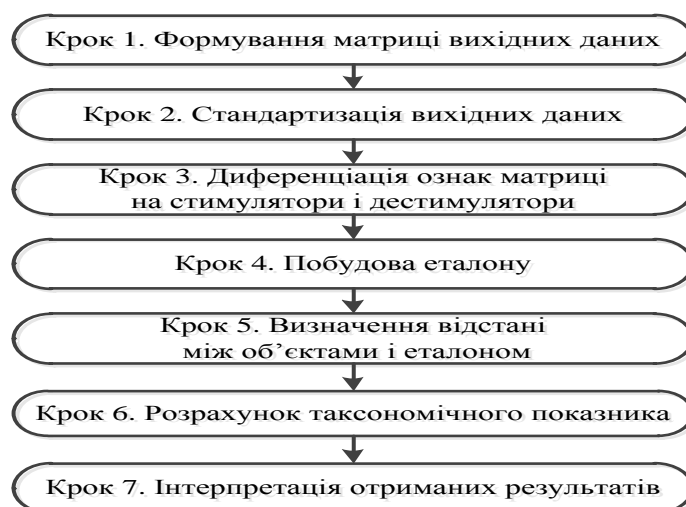 Крок 1. Формування матриці вихідних даних
Крок 2. Стандартизація вихідних даних
Крок 3. Диференціація ознак матриці
на стимулятори і дестимулятори
Крок 4. Побудова еталону
Крок 5. Визначення відстані
між об’єктами і еталоном
Крок 6. Розрахунок таксономічного показника
Крок 7. Інтерпретація отриманих результатів